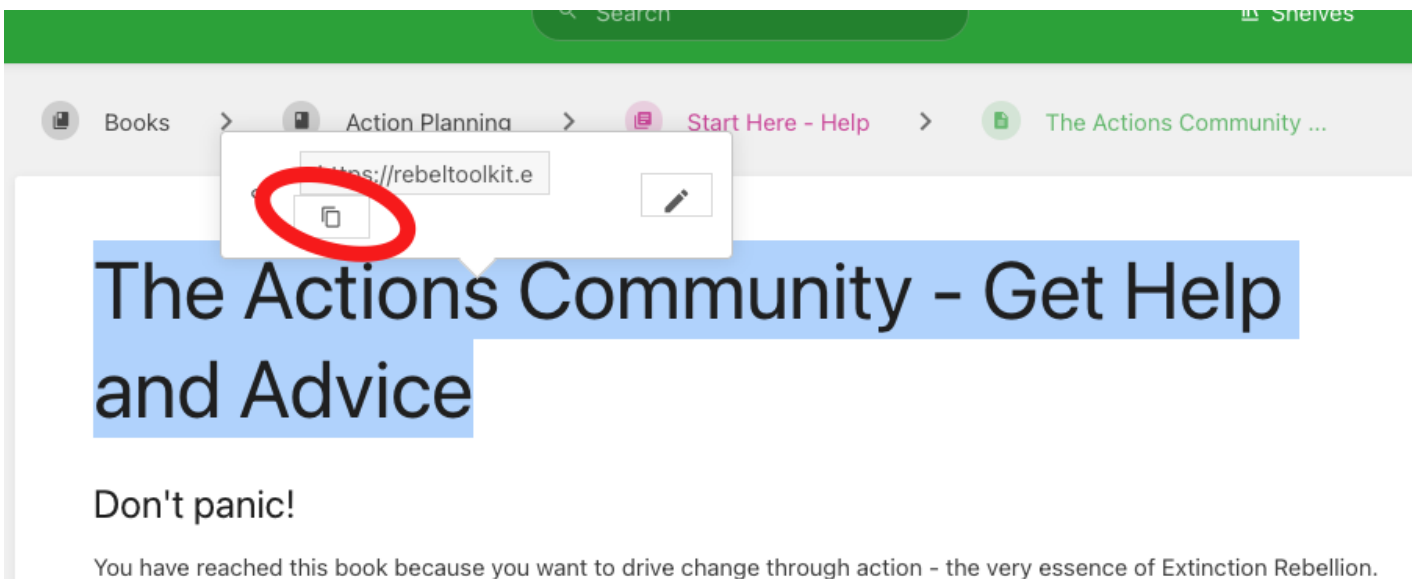 Search
Shelves
Books > Action Planning > Start Here - Help > The Actions Community ...
https://rebeltoolkit.e
The Actions Community - Get Help
and Advice
Don't panic!
You have reached this book because you want to drive change through action - the very essence of Extinction Rebellion.